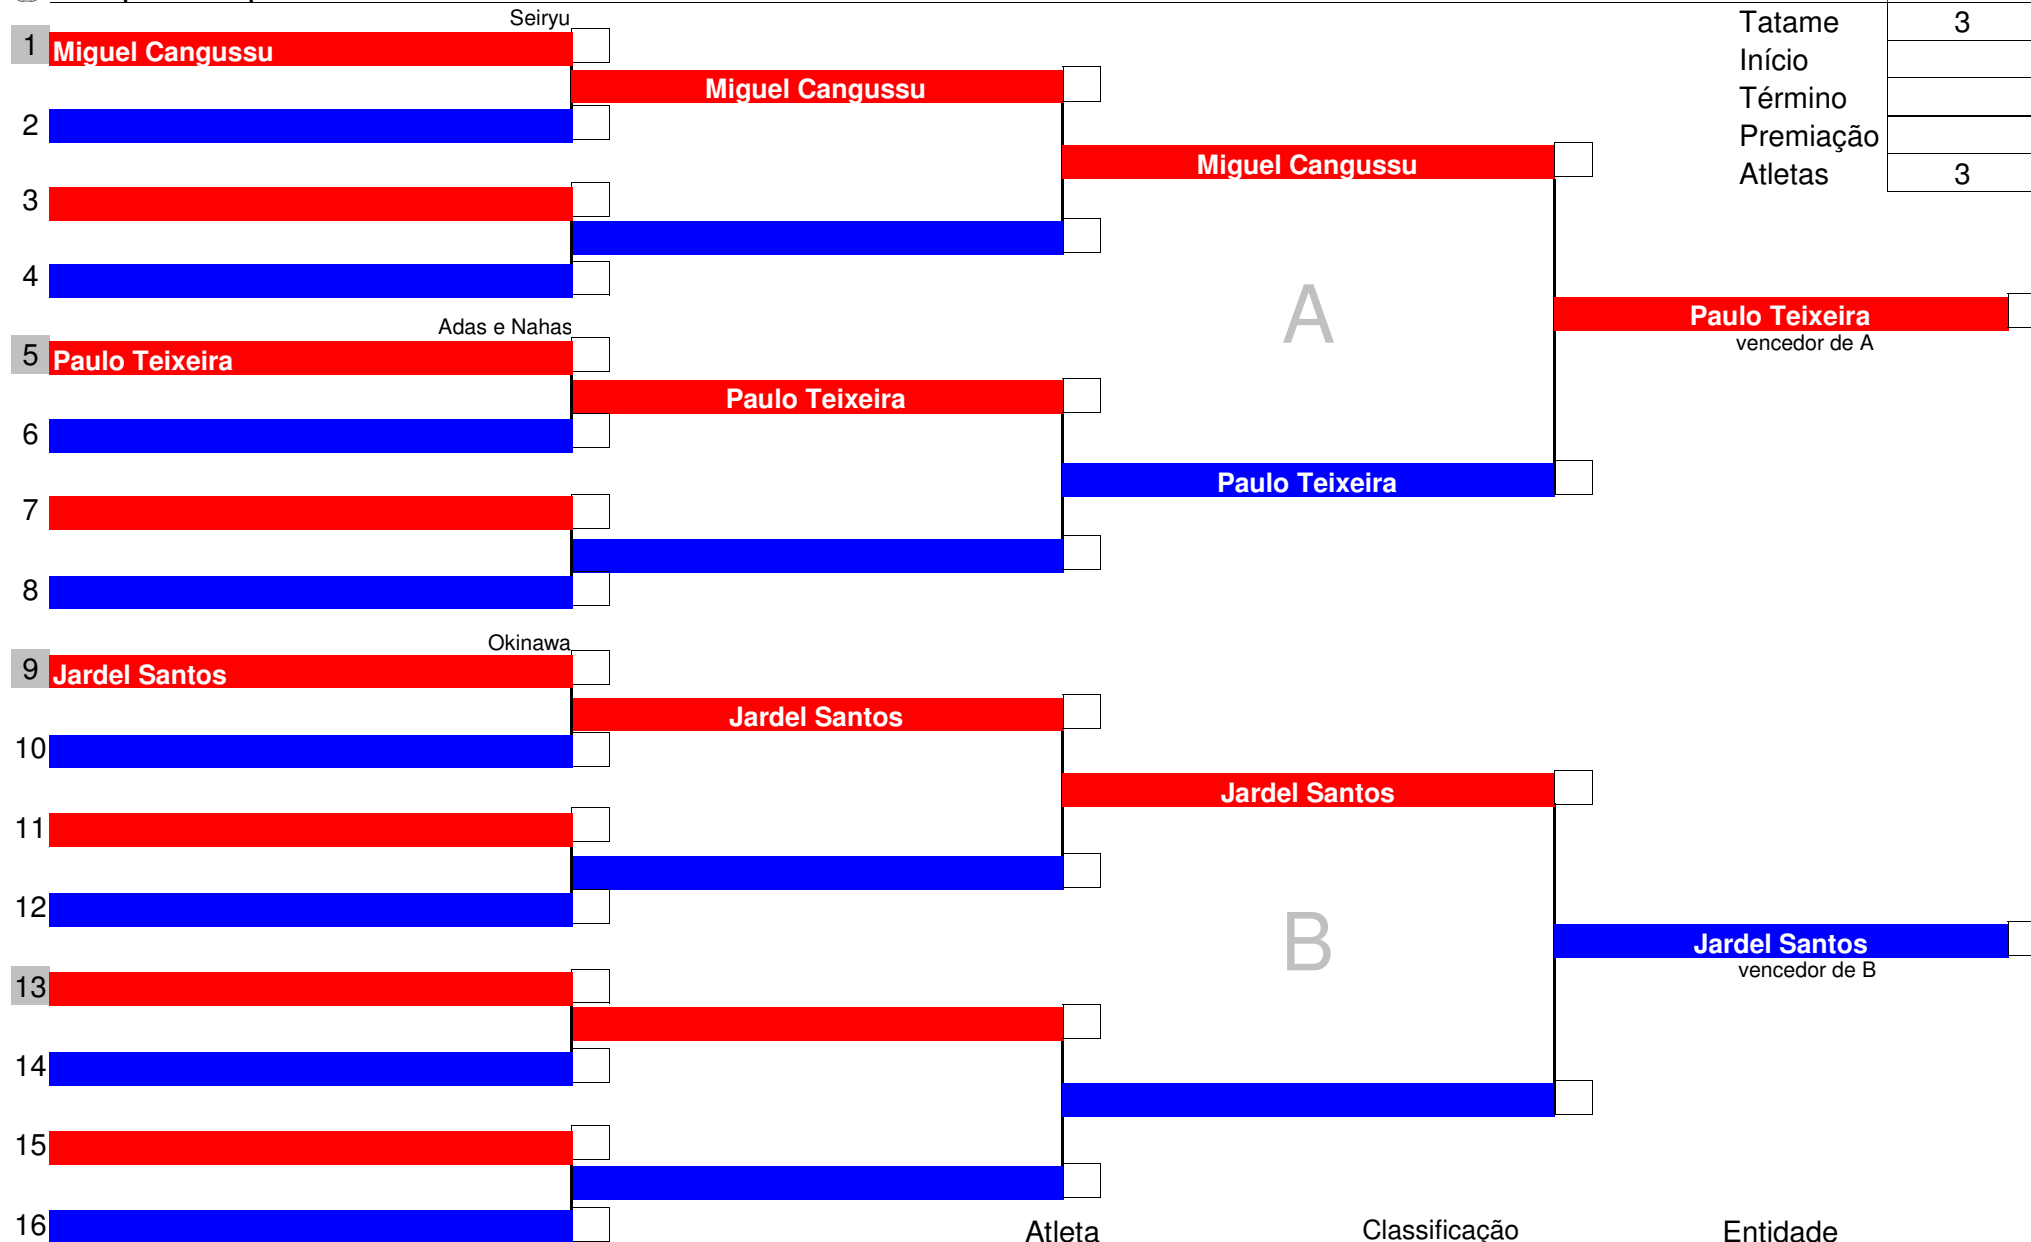 Seiryu
Tatame 3
1 Miguel Cangussu
Início
Miguel Cangussu
Término
2
Premiação
Miguel Cangussu
Atletas 3
3
4
A
Paulo Teixeira
Adas e Nahas
vencedor de A
5 Paulo Teixeira
Paulo Teixeira
6
Paulo Teixeira
7
8
Okinawa
9 Jardel Santos
Jardel Santos
10
Jardel Santos
11
12
B
Jardel Santos
vencedor de B
13
14
15
16
Atleta Classificação Entidade